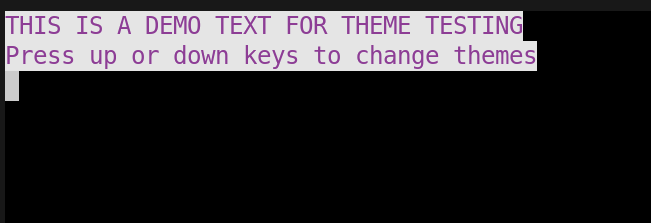 THIS IS A DEMO TEXT FOR THEME TESTING
Press up or down keys to change themes